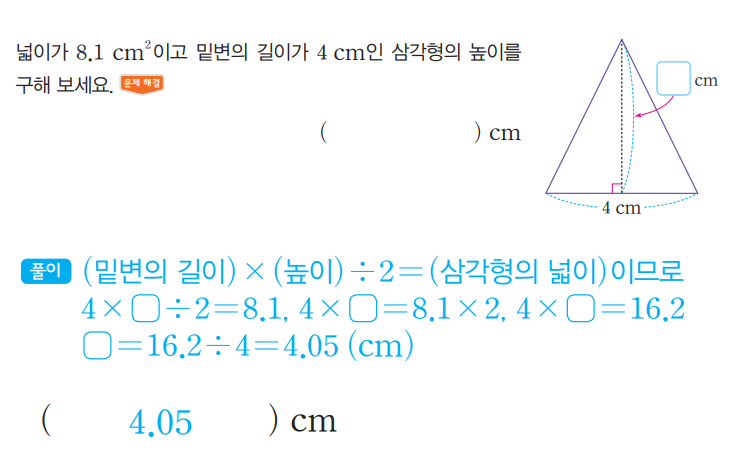 넓이가 8.1 cm²이고 밑변의 길이가 4 cm인 삼각형의 높이를
구해 보세요. 문제 해결
( ) cm
□ cm
4 cm
풀이 (밑변의 길이)×(높이)÷2=(삼각형의 넓이)이므로
4×□÷2=8.1, 4×□=8.1×2, 4×□=16.2
□=16.2÷4=4.05 (cm)
( 4.05 ) cm